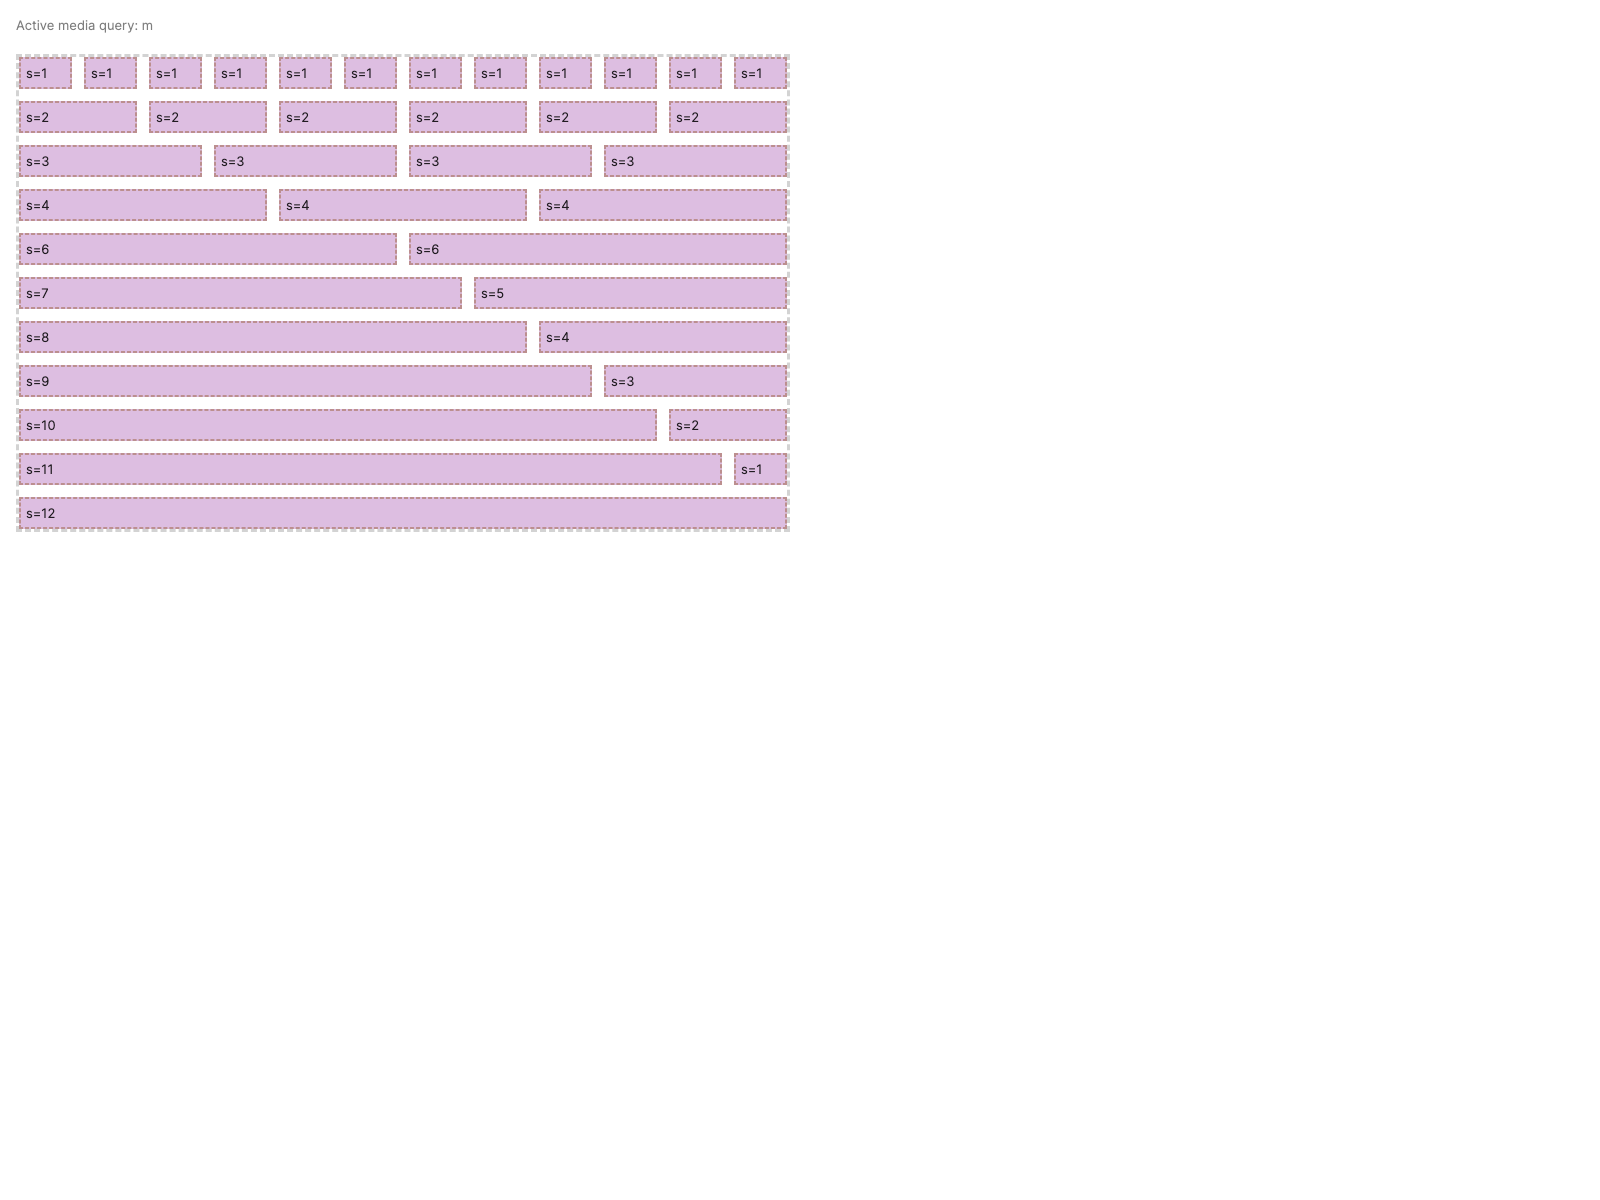 Active media query: m
s=1 s=1 s=1 s=1 s=1 s=1 s=1 s=1 s=1 s=1 s=1 s=1
s=2 s=2 s=2 s=2 s=2 s=2
s=3 s=3 s=3 s=3
s=4 s=4 s=4
s=6 s=6
s=7 s=5
s=8 s=4
s=9 s=3
s=10 s=2
s=11 s=1
s=12